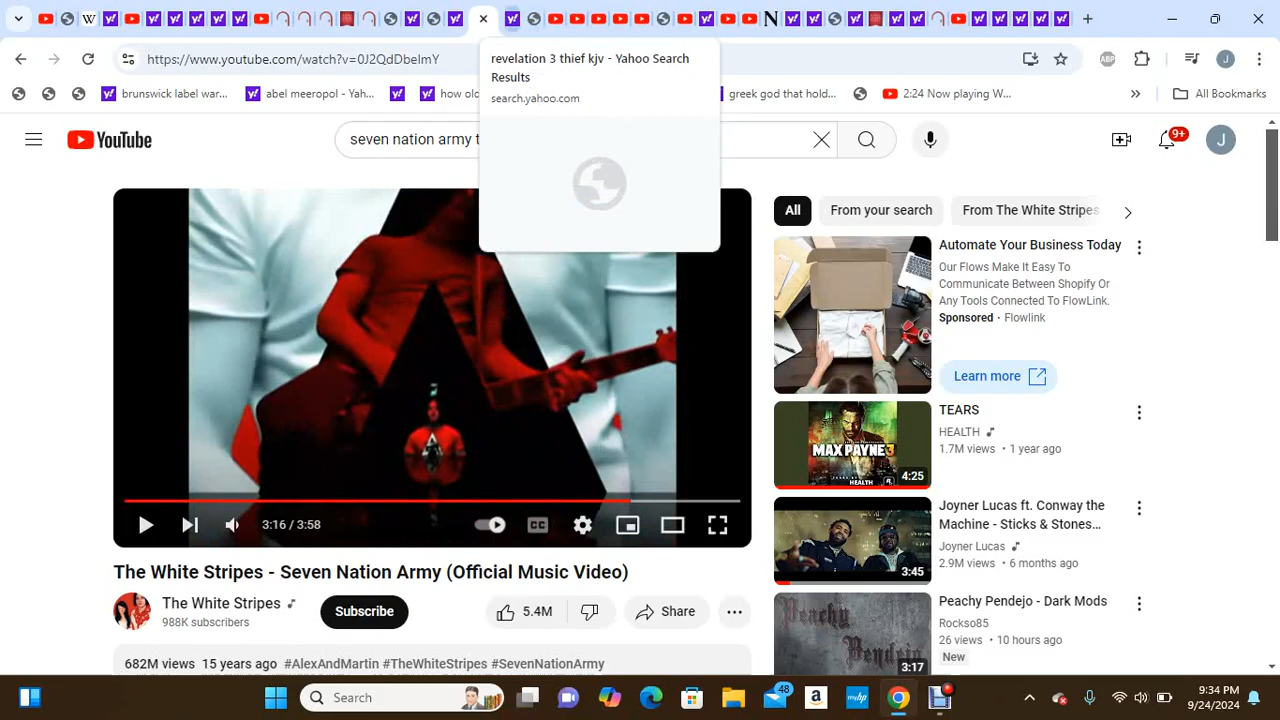 https://www.youtube.com/watch?v=0J2QdDbelMY
ABP
J
brunswick label war...
abel meeropol - Yah...
how old
greek god that hold...
2:24 Now playing W...
»
All Bookmarks
revelation 3 thief kjv - Yahoo Search
Results
search.yahoo.com
YouTube
seven nation army t
9+
J
All
From your search
From The White Stripes
Automate Your Business Today
Our Flows Make It Easy To
Communicate Between Shopify Or
Any Tools Connected To FlowLink.
Sponsored · Flowlink
Learn more
TEARS
HEALTH
1.7M views · 1 year ago
MAX PAYNE 3
HEALTH
4:25
Joyner Lucas ft. Conway the
Machine - Sticks & Stones...
Joyner Lucas
2.9M views · 6 months ago
3:45
Peachy Pendejo - Dark Mods
Rockso85
26 views · 10 hours ago
New
Peachy
Pendejo
3:17
3:16 / 3:58
CC
The White Stripes - Seven Nation Army (Official Music Video)
The White Stripes
988K subscribers
Subscribe
5.4M
Share
682M views 15 years ago #AlexAndMartin #TheWhiteStripes #SevenNationArmy
Search
48
9:34 PM
9/24/2024